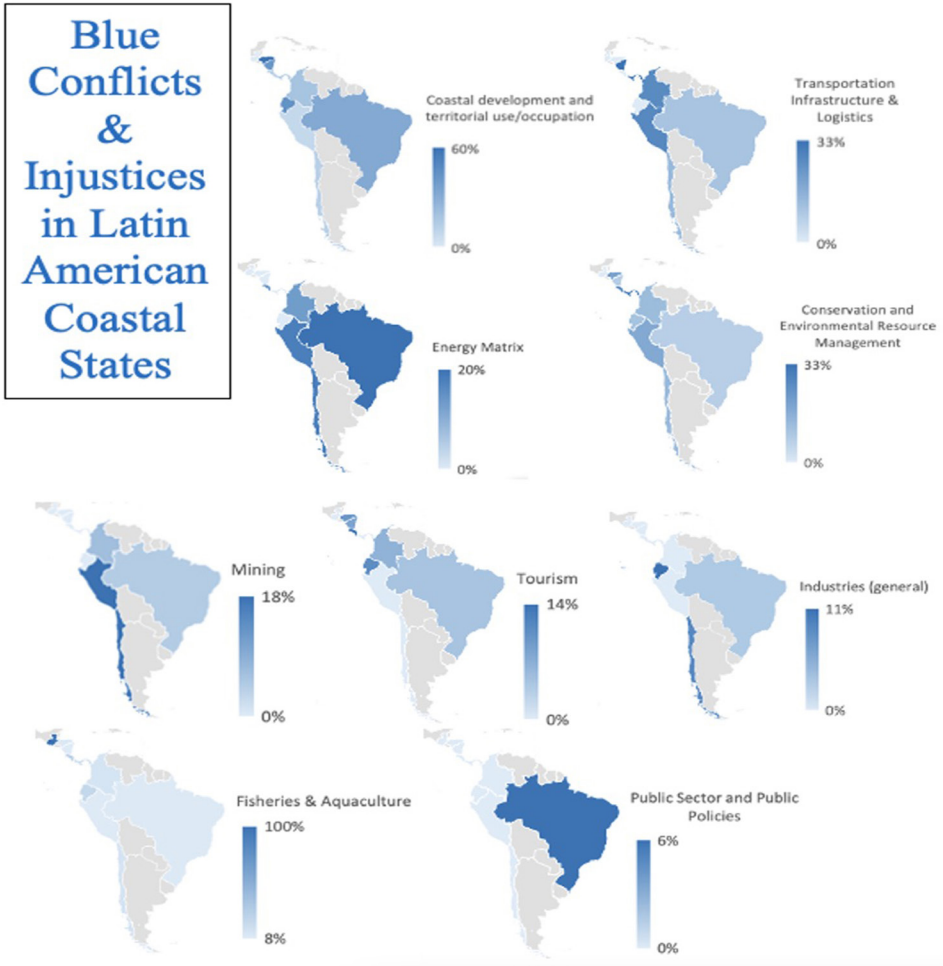 Blue
Conflicts
&
Injustices
in Latin
American
Coastal
States
Coastal development and
territorial use/occupation
60%
0%
Transportation
Infrastructure &
Logistics
33%
0%
Energy Matrix
20%
0%
Conservation and
Environmental Resource
Management
33%
0%
Mining
18%
0%
Tourism
14%
0%
Industries (general)
11%
0%
Fisheries & Aquaculture
100%
8%
Public Sector and Public
Policies
6%
0%